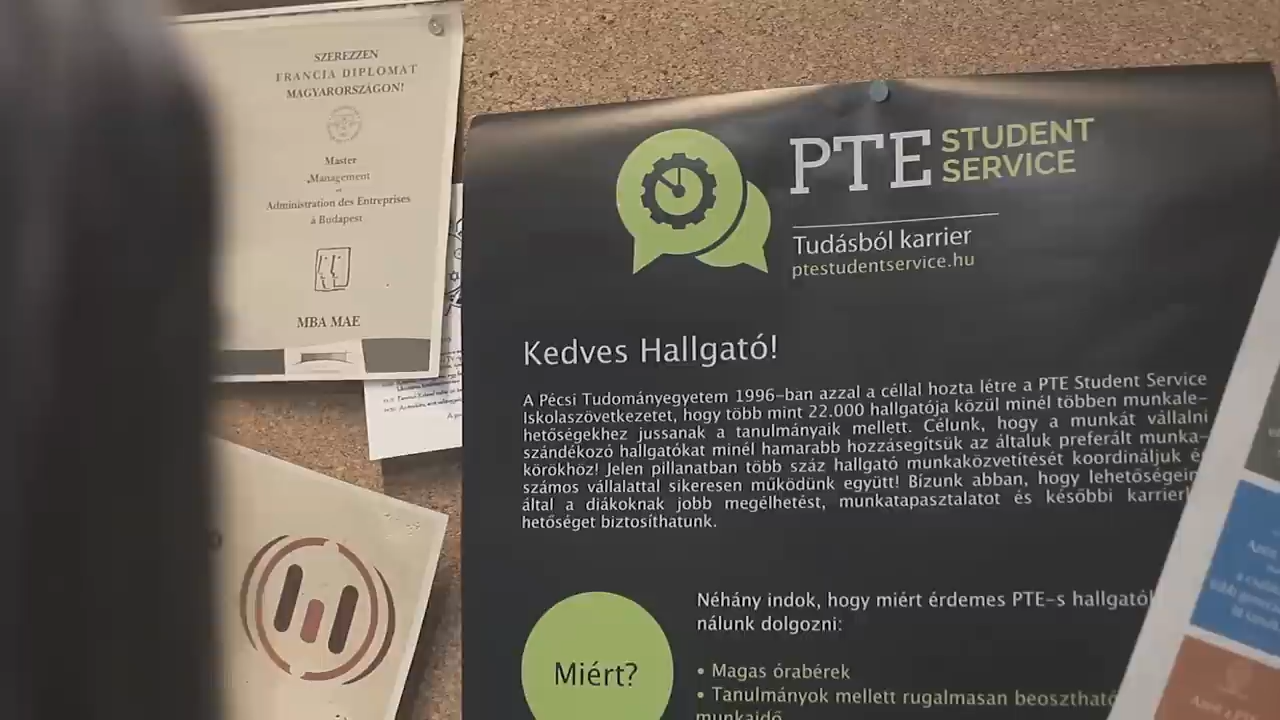 SZEREZZEN
FRANCIA DIPLOMÁT
MAGYARORSZÁGON!
Master
Management
et
Administration des Entreprises
à Budapest
MBA MAE
PTE STUDENT
SERVICE
Tudásból karrier
ptestudentservice.hu
Kedves Hallgató!
A Pécsi Tudományegyetem 1996-ban azzal a céllal hozta létre a PTE Student Service
Iskolaszövetkezetet, hogy több mint 22.000 hallgatója közül minél többen munkale-
hetőségekhez jussanak a tanulmányaik mellett. Célunk, hogy a munkát vállalni
szándékozó hallgatókat minél hamarabb hozzásegítsük az általuk preferált munka-
körökhöz! Jelen pillanatban több száz hallgató munkaközvetítését koordináljuk
számos vállalattal sikeresen működünk együtt! Bízunk abban, hogy
által a diákoknak jobb megélhetést, munkatapasztalatot és későbbi
hetőséget biztosíthatunk.
Miért?
Néhány indok, hogy miért érdemes PTE-s
nálunk dolgozni:
• Magas órabérek
• Tanulmányok mellett rugalmasan beosztható
munkaidő